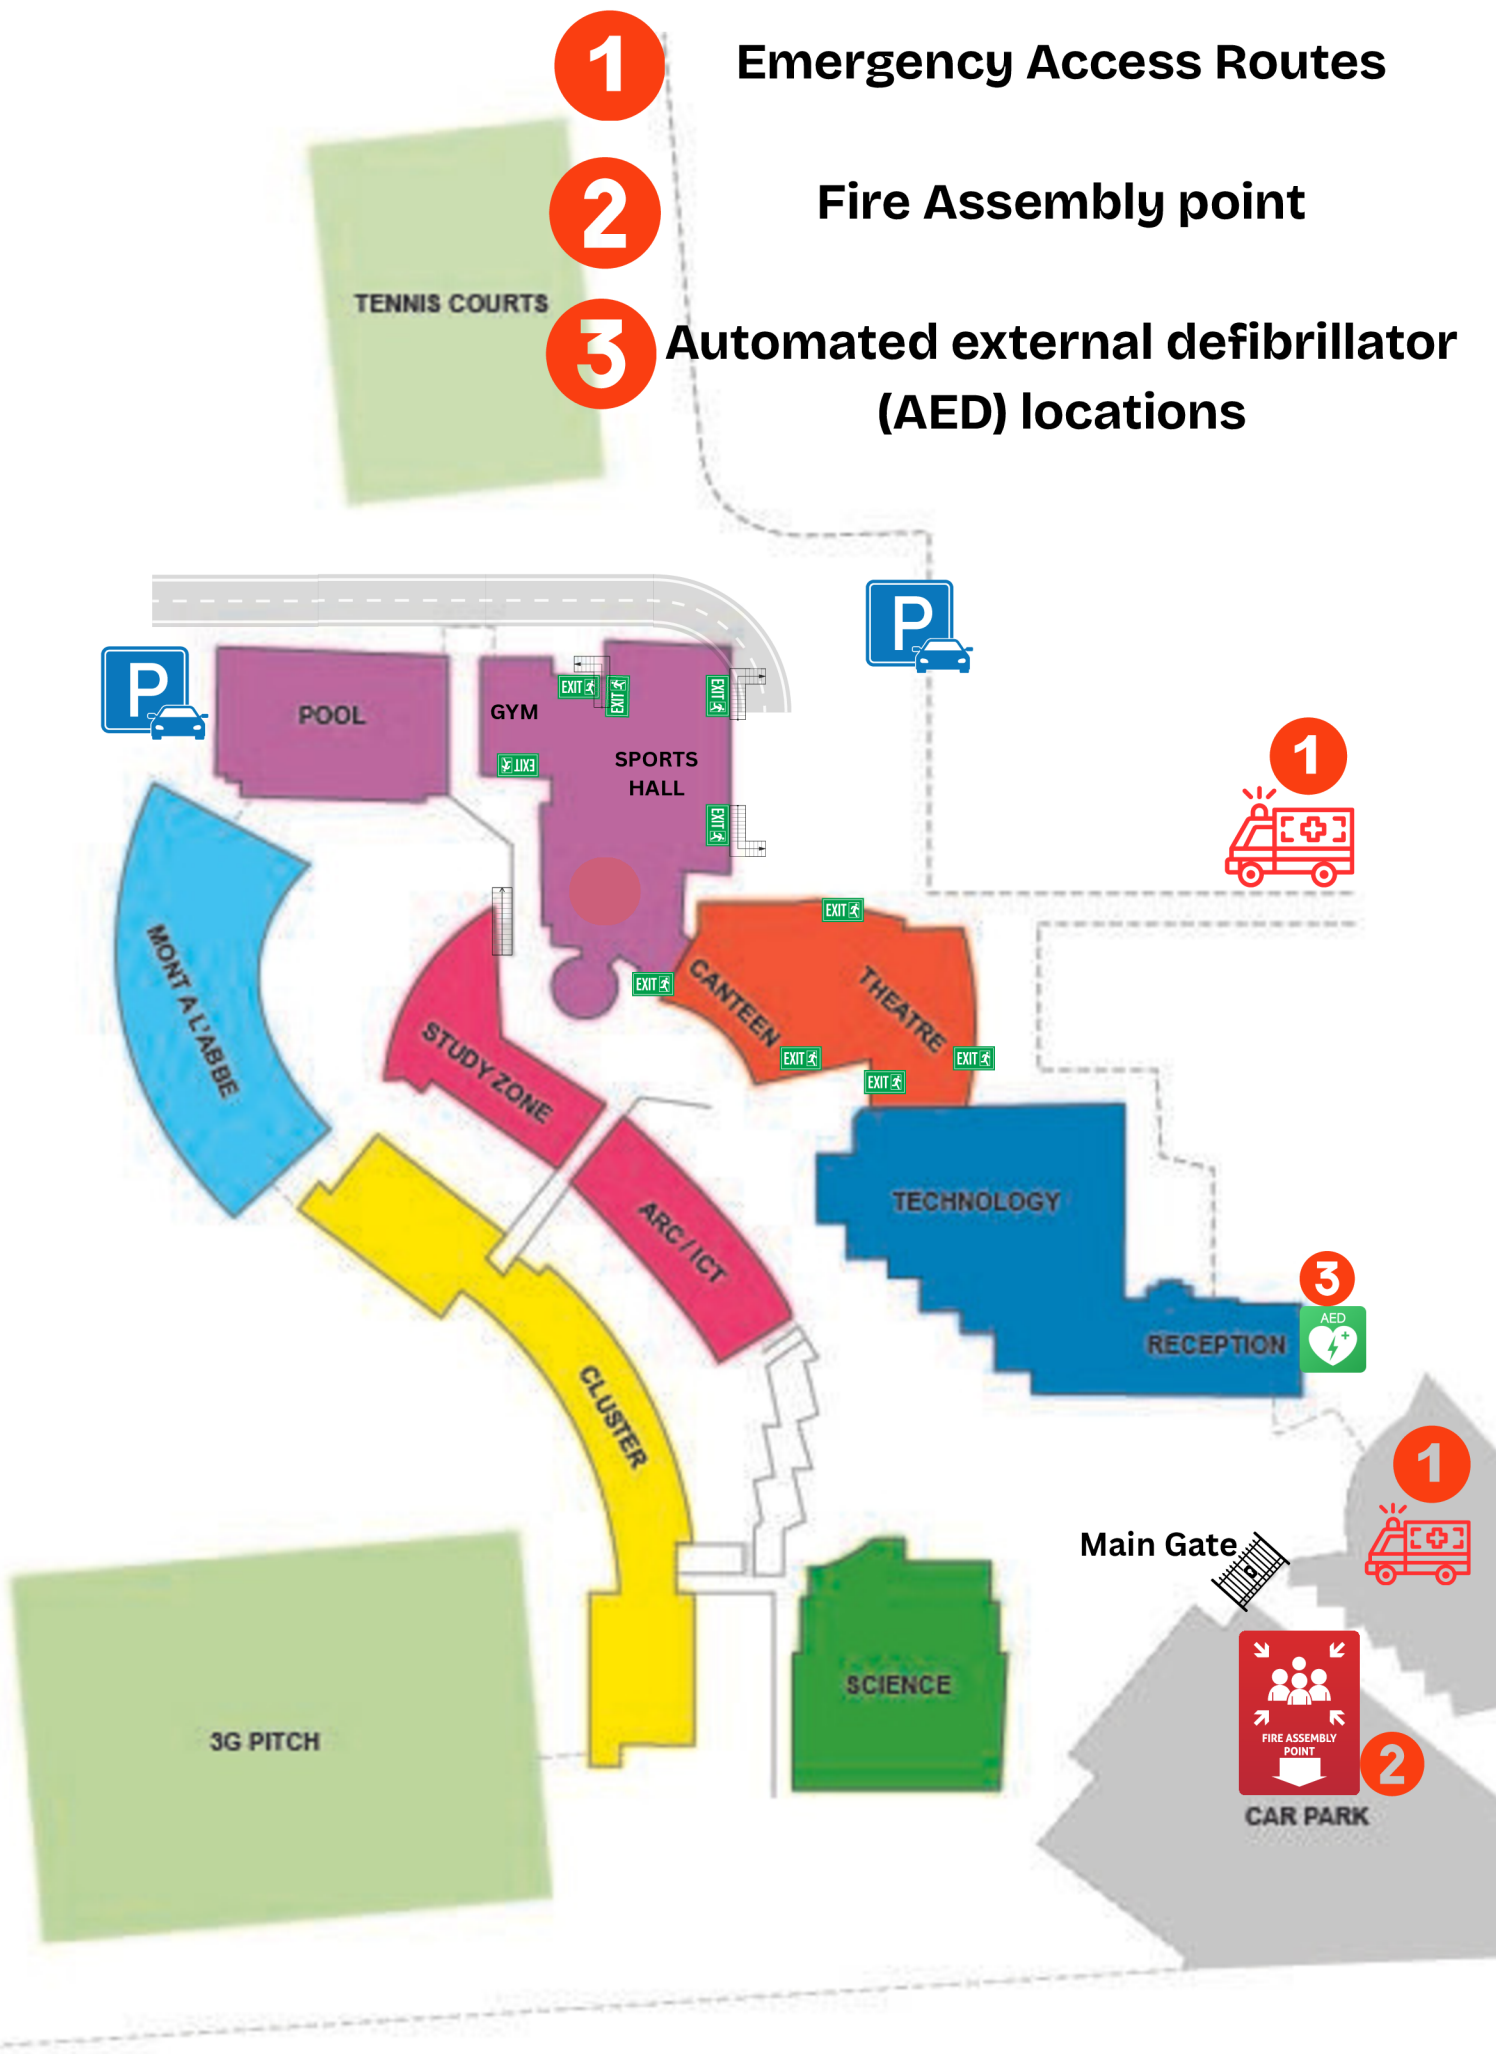 1 Emergency Access Routes
2 Fire Assembly point
3 Automated external defibrillator
(AED) locations
TENNIS COURTS
P
P
POOL
GYM
EXIT
EXIT
EXIT
EXIT
SPORTS
HALL
EXIT
1
MONT A L'ABBE
EXIT
EXIT
CANTEEN
THEATRE
EXIT
EXIT
EXIT
STUDY ZONE
ARC / ICT
TECHNOLOGY
3
AED
RECEPTION
CLUSTER
1
Main Gate
SCIENCE
3G PITCH
FIRE ASSEMBLY
POINT
2
CAR PARK